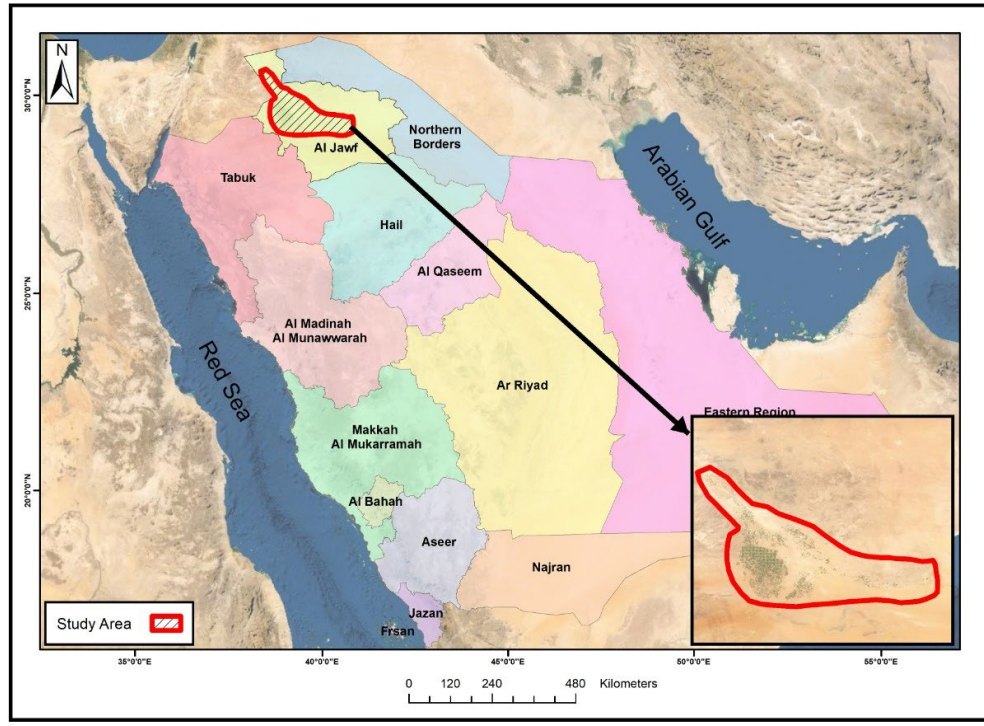 N
30°0'0"N
25°0'0"N
20°0'0"N
Northern
Borders
Al Jawf
Tabuk
Hail
Al Qaseem
Arabian Gulf
Al Madinah
Al Munawwarah
Red Sea
Ar Riyad
Eastern Region
Makkah
Al Mukarramah
Al Bahah
Aseer
Najran
Jazan
Frsan
Study Area
35°0'0"E
40°0'0"E
45°0'0"E
50°0'0"E
55°0'0"E
0 120 240 480 Kilometers